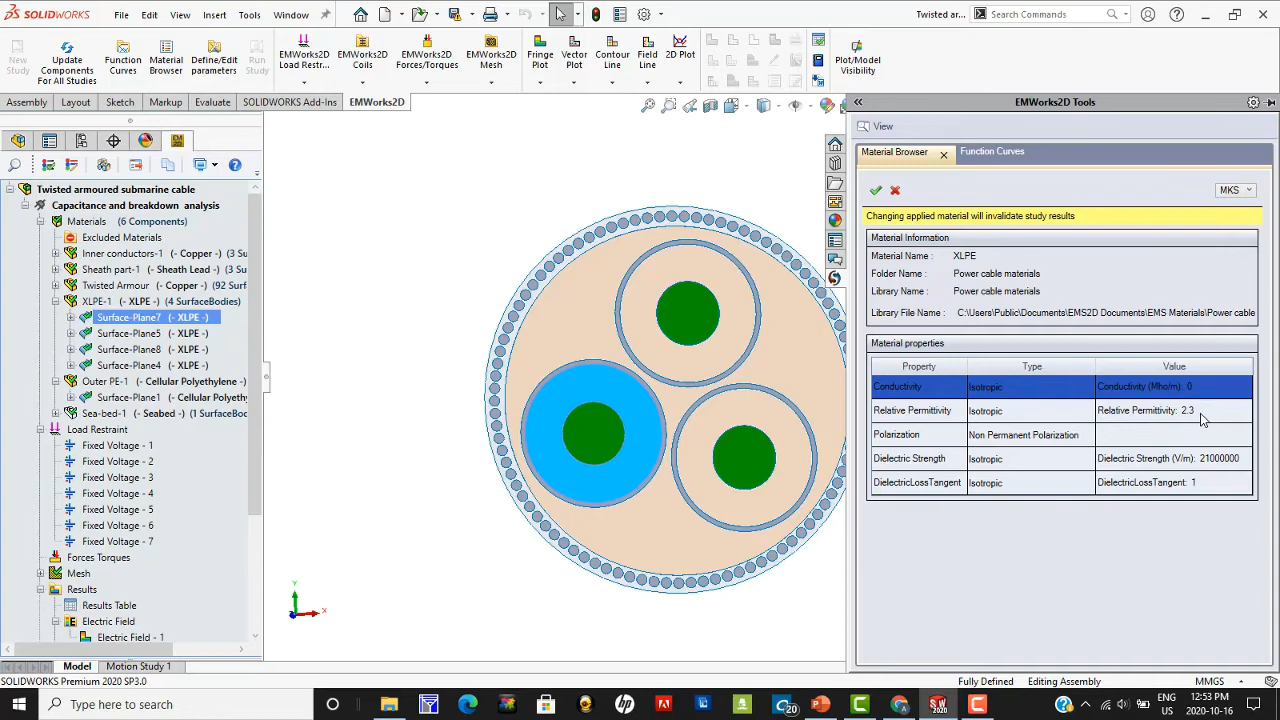 SOLIDWORKS
File Edit View Insert Tools Window
Twisted ar...
Search Commands
New Study
Update Components For All Studies
Function Curves
Material Browser
Define/Edit parameters
Run Study
EMWorks2D Load Restr...
EMWorks2D Coils
EMWorks2D Forces/Torques
EMWorks2D Mesh
Fringe Plot
Vector Plot
Contour Line
Field Line
2D Plot
Plot/Model Visibility
Assembly Layout Sketch Markup Evaluate SOLIDWORKS Add-Ins EMWorks2D
EMWorks2D Tools
View
Material Browser
Function Curves
MKS
Changing applied material will invalidate study results
Material Information
Material Name : XLPE
Folder Name : Power cable materials
Library Name : Power cable materials
Library File Name : C:\Users\Public\Documents\EMS2D Documents\EMS Materials\Power cable
Material properties
Property Type Value
Conductivity Isotropic Conductivity (Mho/m): 0
Relative Permittivity Isotropic Relative Permittivity: 2.3
Polarization Non Permanent Polarization
Dielectric Strength Isotropic Dielectric Strength (V/m): 21000000
DielectricLossTangent Isotropic DielectricLossTangent: 1
Twisted armoured submarine cable
Capacitance and breakdown analysis
Materials (6 Components)
Excluded Materials
Inner conductors-1 (- Copper -) (3 Su
Sheath part-1 (- Sheath Lead -) (3 Su
Twisted Armour (- Copper -) (92 Surf
XLPE-1 (- XLPE -) (4 SurfaceBodies)
Surface-Plane7 (- XLPE -)
Surface-Plane5 (- XLPE -)
Surface-Plane8 (- XLPE -)
Surface-Plane4 (- XLPE -)
Outer PE-1 (- Cellular Polyethylene -)
Surface-Plane1 (- Cellular Polyethyl
Sea-bed-1 (- Seabed -) (1 SurfaceBoc
Load Restraint
Fixed Voltage - 1
Fixed Voltage - 2
Fixed Voltage - 3
Fixed Voltage - 4
Fixed Voltage - 5
Fixed Voltage - 6
Fixed Voltage - 7
Forces Torques
Mesh
Results
Results Table
Electric Field
Electric Field - 1
Y
X
Z
Model Motion Study 1
SOLIDWORKS Premium 2020 SP3.0
Fully Defined Editing Assembly MMGS
Type here to search
20
SW
2020
ENG
US
12:53 PM
2020-10-16